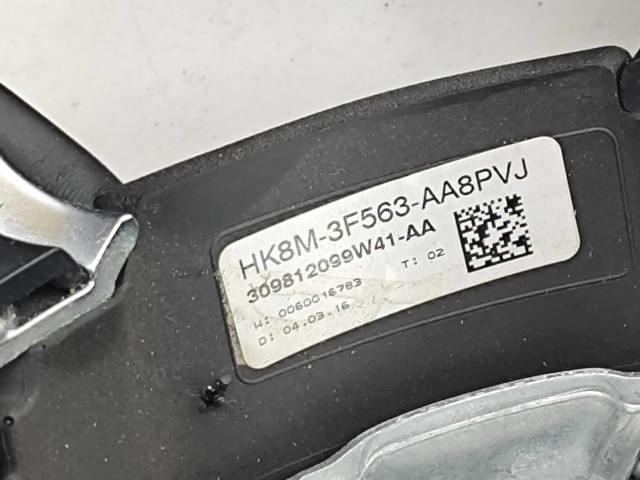 HK8M-3F563-AA8PVJ
309812099W41-AA
T: 02
W: 0060016783
D: 04.03.16